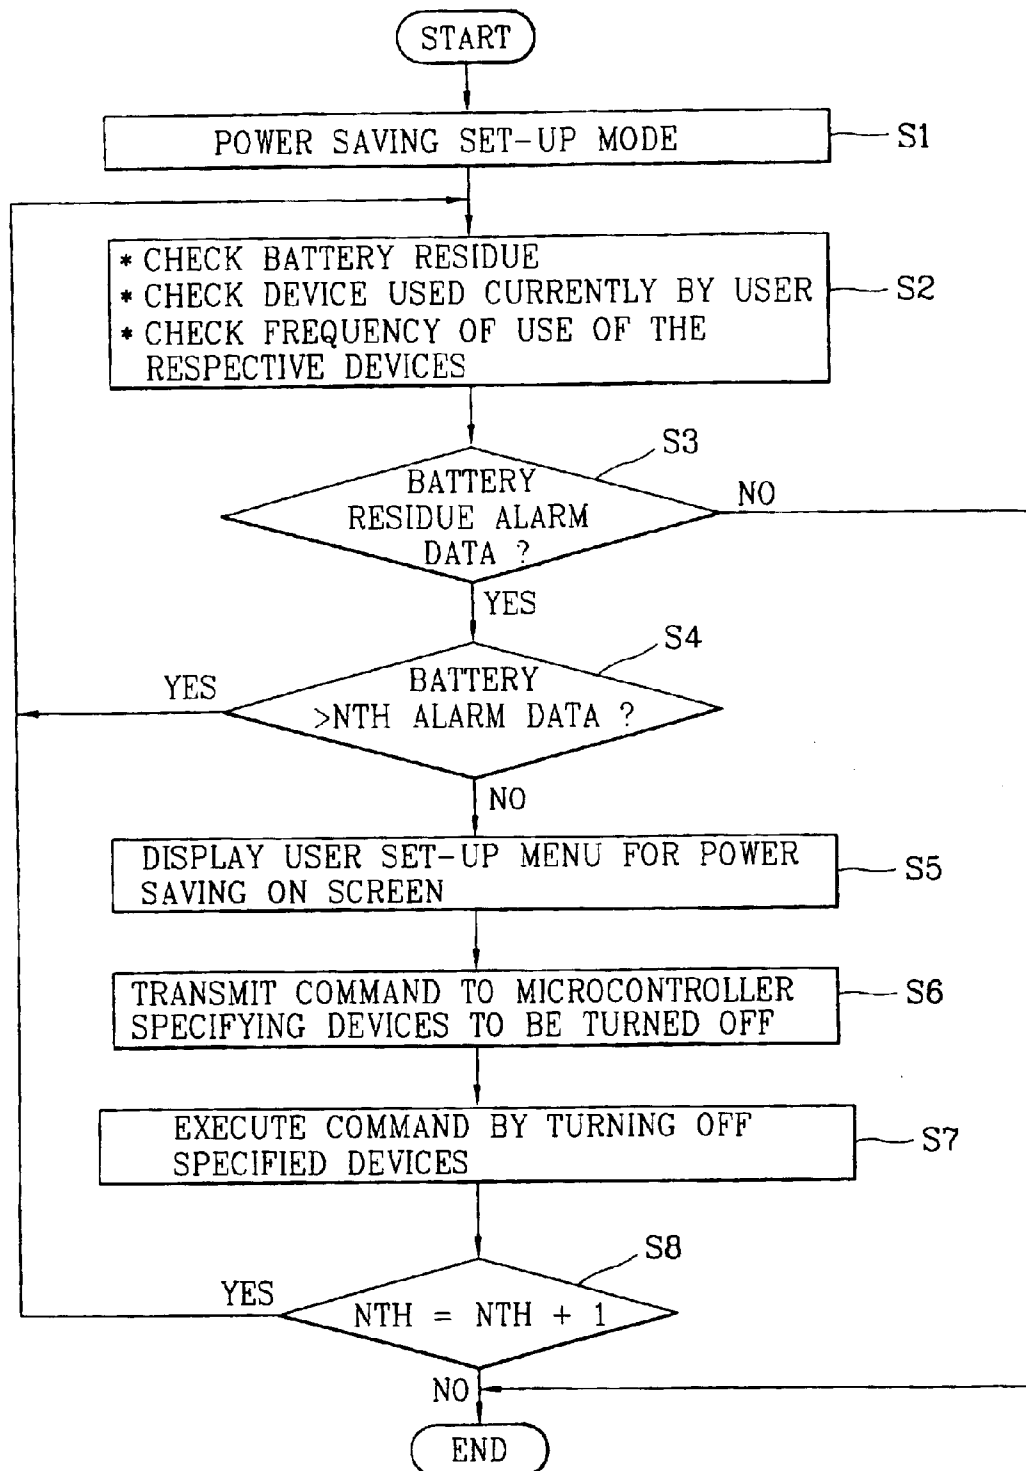 START
POWER SAVING SET-UP MODE
S1
* CHECK BATTERY RESIDUE
* CHECK DEVICE USED CURRENTLY BY USER
* CHECK FREQUENCY OF USE OF THE
RESPECTIVE DEVICES
S2
S3
BATTERY
RESIDUE ALARM
DATA ?
NO
YES
S4
BATTERY
>NTH ALARM DATA ?
YES
NO
DISPLAY USER SET-UP MENU FOR POWER
SAVING ON SCREEN
S5
TRANSMIT COMMAND TO MICROCONTROLLER
SPECIFYING DEVICES TO BE TURNED OFF
S6
EXECUTE COMMAND BY TURNING OFF
SPECIFIED DEVICES
S7
S8
YES
NTH = NTH + 1
NO
END